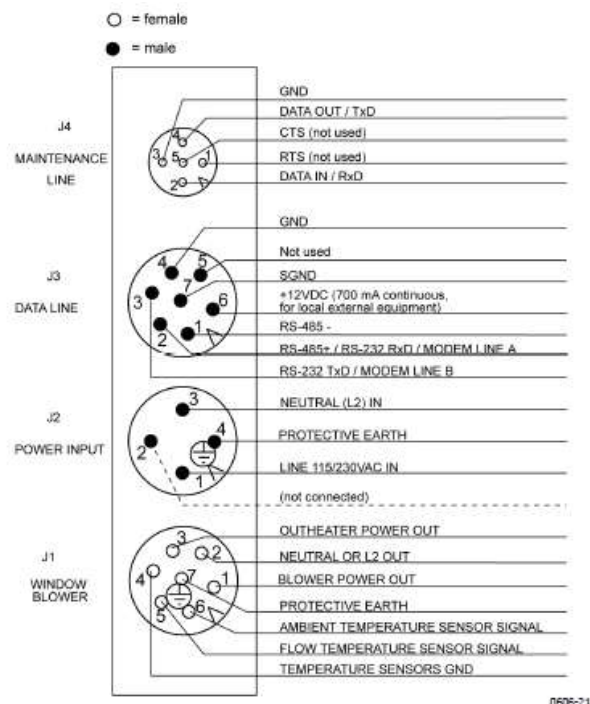 = female
= male
J4
MAINTENANCE
LINE
4
3
5
1
2
GND
DATA OUT / TxD
CTS (not used)
RTS (not used)
DATA IN / RxD
J3
DATA LINE
4
5
7
3
6
2
1
GND
Not used
SGND
+12VDC (700 mA continuous,
for local external equipment)
RS-485 -
RS-485+ / RS-232 RxD / MODEM LINE A
RS-232 TxD / MODEM LINE B
J2
POWER INPUT
3
4
2
1
NEUTRAL (L2) IN
PROTECTIVE EARTH
LINE 115/230VAC IN
(not connected)
J1
WINDOW
BLOWER
3
2
4
7
1
5
6
OUTHEATER POWER OUT
NEUTRAL OR L2 OUT
BLOWER POWER OUT
PROTECTIVE EARTH
AMBIENT TEMPERATURE SENSOR SIGNAL
FLOW TEMPERATURE SENSOR SIGNAL
TEMPERATURE SENSORS GND
0606-21